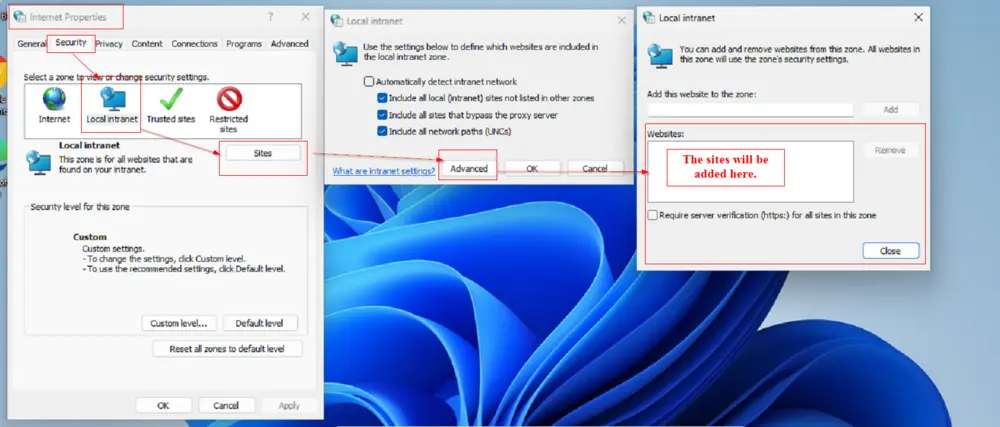 Internet Properties
General Security Privacy Content Connections Programs Advanced
Select a zone to view or change security settings.
Internet
Local intranet
Trusted sites
Restricted
sites
Local intranet
This zone is for all websites that are
found on your intranet.
Sites
Security level for this zone
Custom
Custom settings.
- To change the settings, click Custom level.
- To use the recommended settings, click Default level.
Custom level...
Default level
Reset all zones to default level
OK
Cancel
Apply
Local intranet
Use the settings below to define which websites are included in
the local intranet zone.
Automatically detect intranet network
Include all local (intranet) sites not listed in other zones
Include all sites that bypass the proxy server
Include all network paths (UNCs)
What are intranet settings?
Advanced
OK
Cancel
Local intranet
You can add and remove websites from this zone. All websites in
this zone will use the zone's security settings.
Add this website to the zone:
Add
Websites:
Remove
The sites will be
added here.
Require server verification (https:) for all sites in this zone
Close